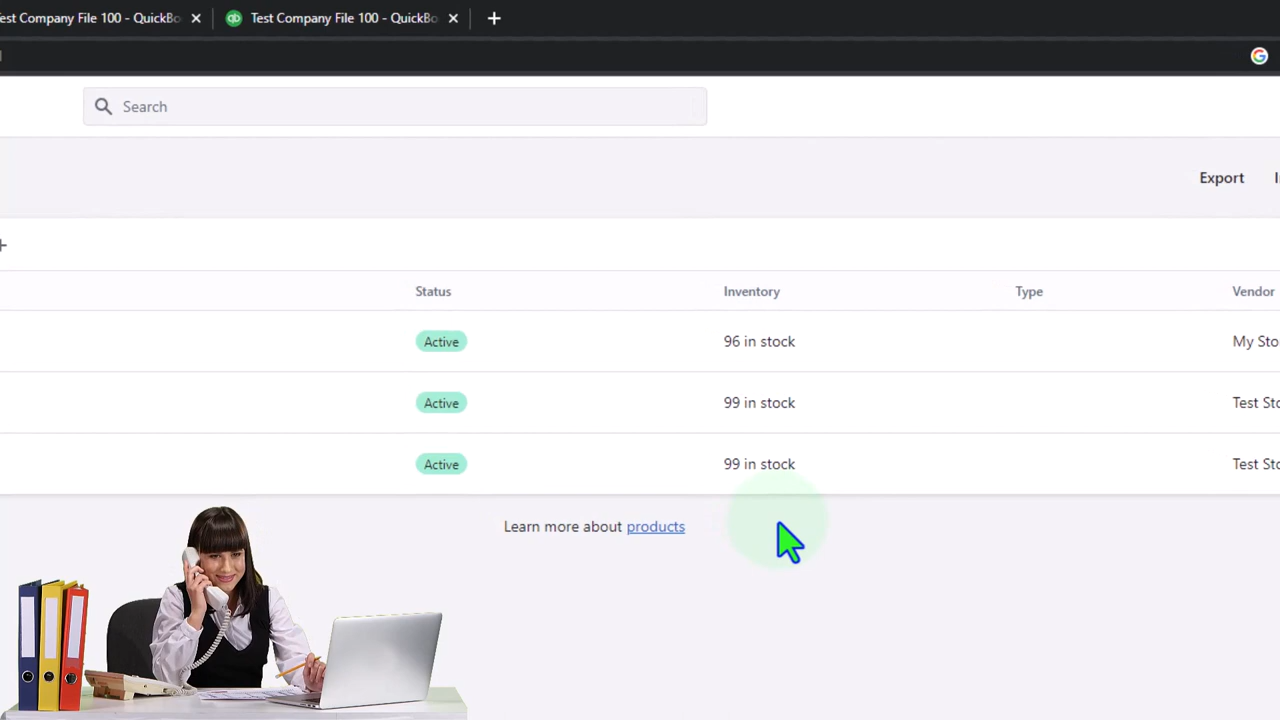 Test Company File 100 - QuickBo
Test Company File 100 - QuickBo
Search
Export
Status Inventory Type Vendor
Active 96 in stock My Sto
Active 99 in stock Test Sto
Active 99 in stock Test Sto
Learn more about products